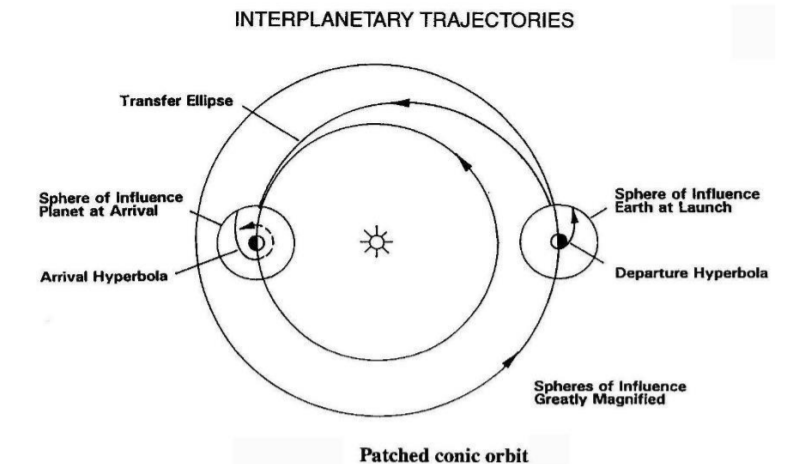 INTERPLANETARY TRAJECTORIES
Transfer Ellipse
Sphere of Influence
Planet at Arrival
Arrival Hyperbola
Sphere of Influence
Earth at Launch
Departure Hyperbola
Spheres of Influence
Greatly Magnified
Patched conic orbit